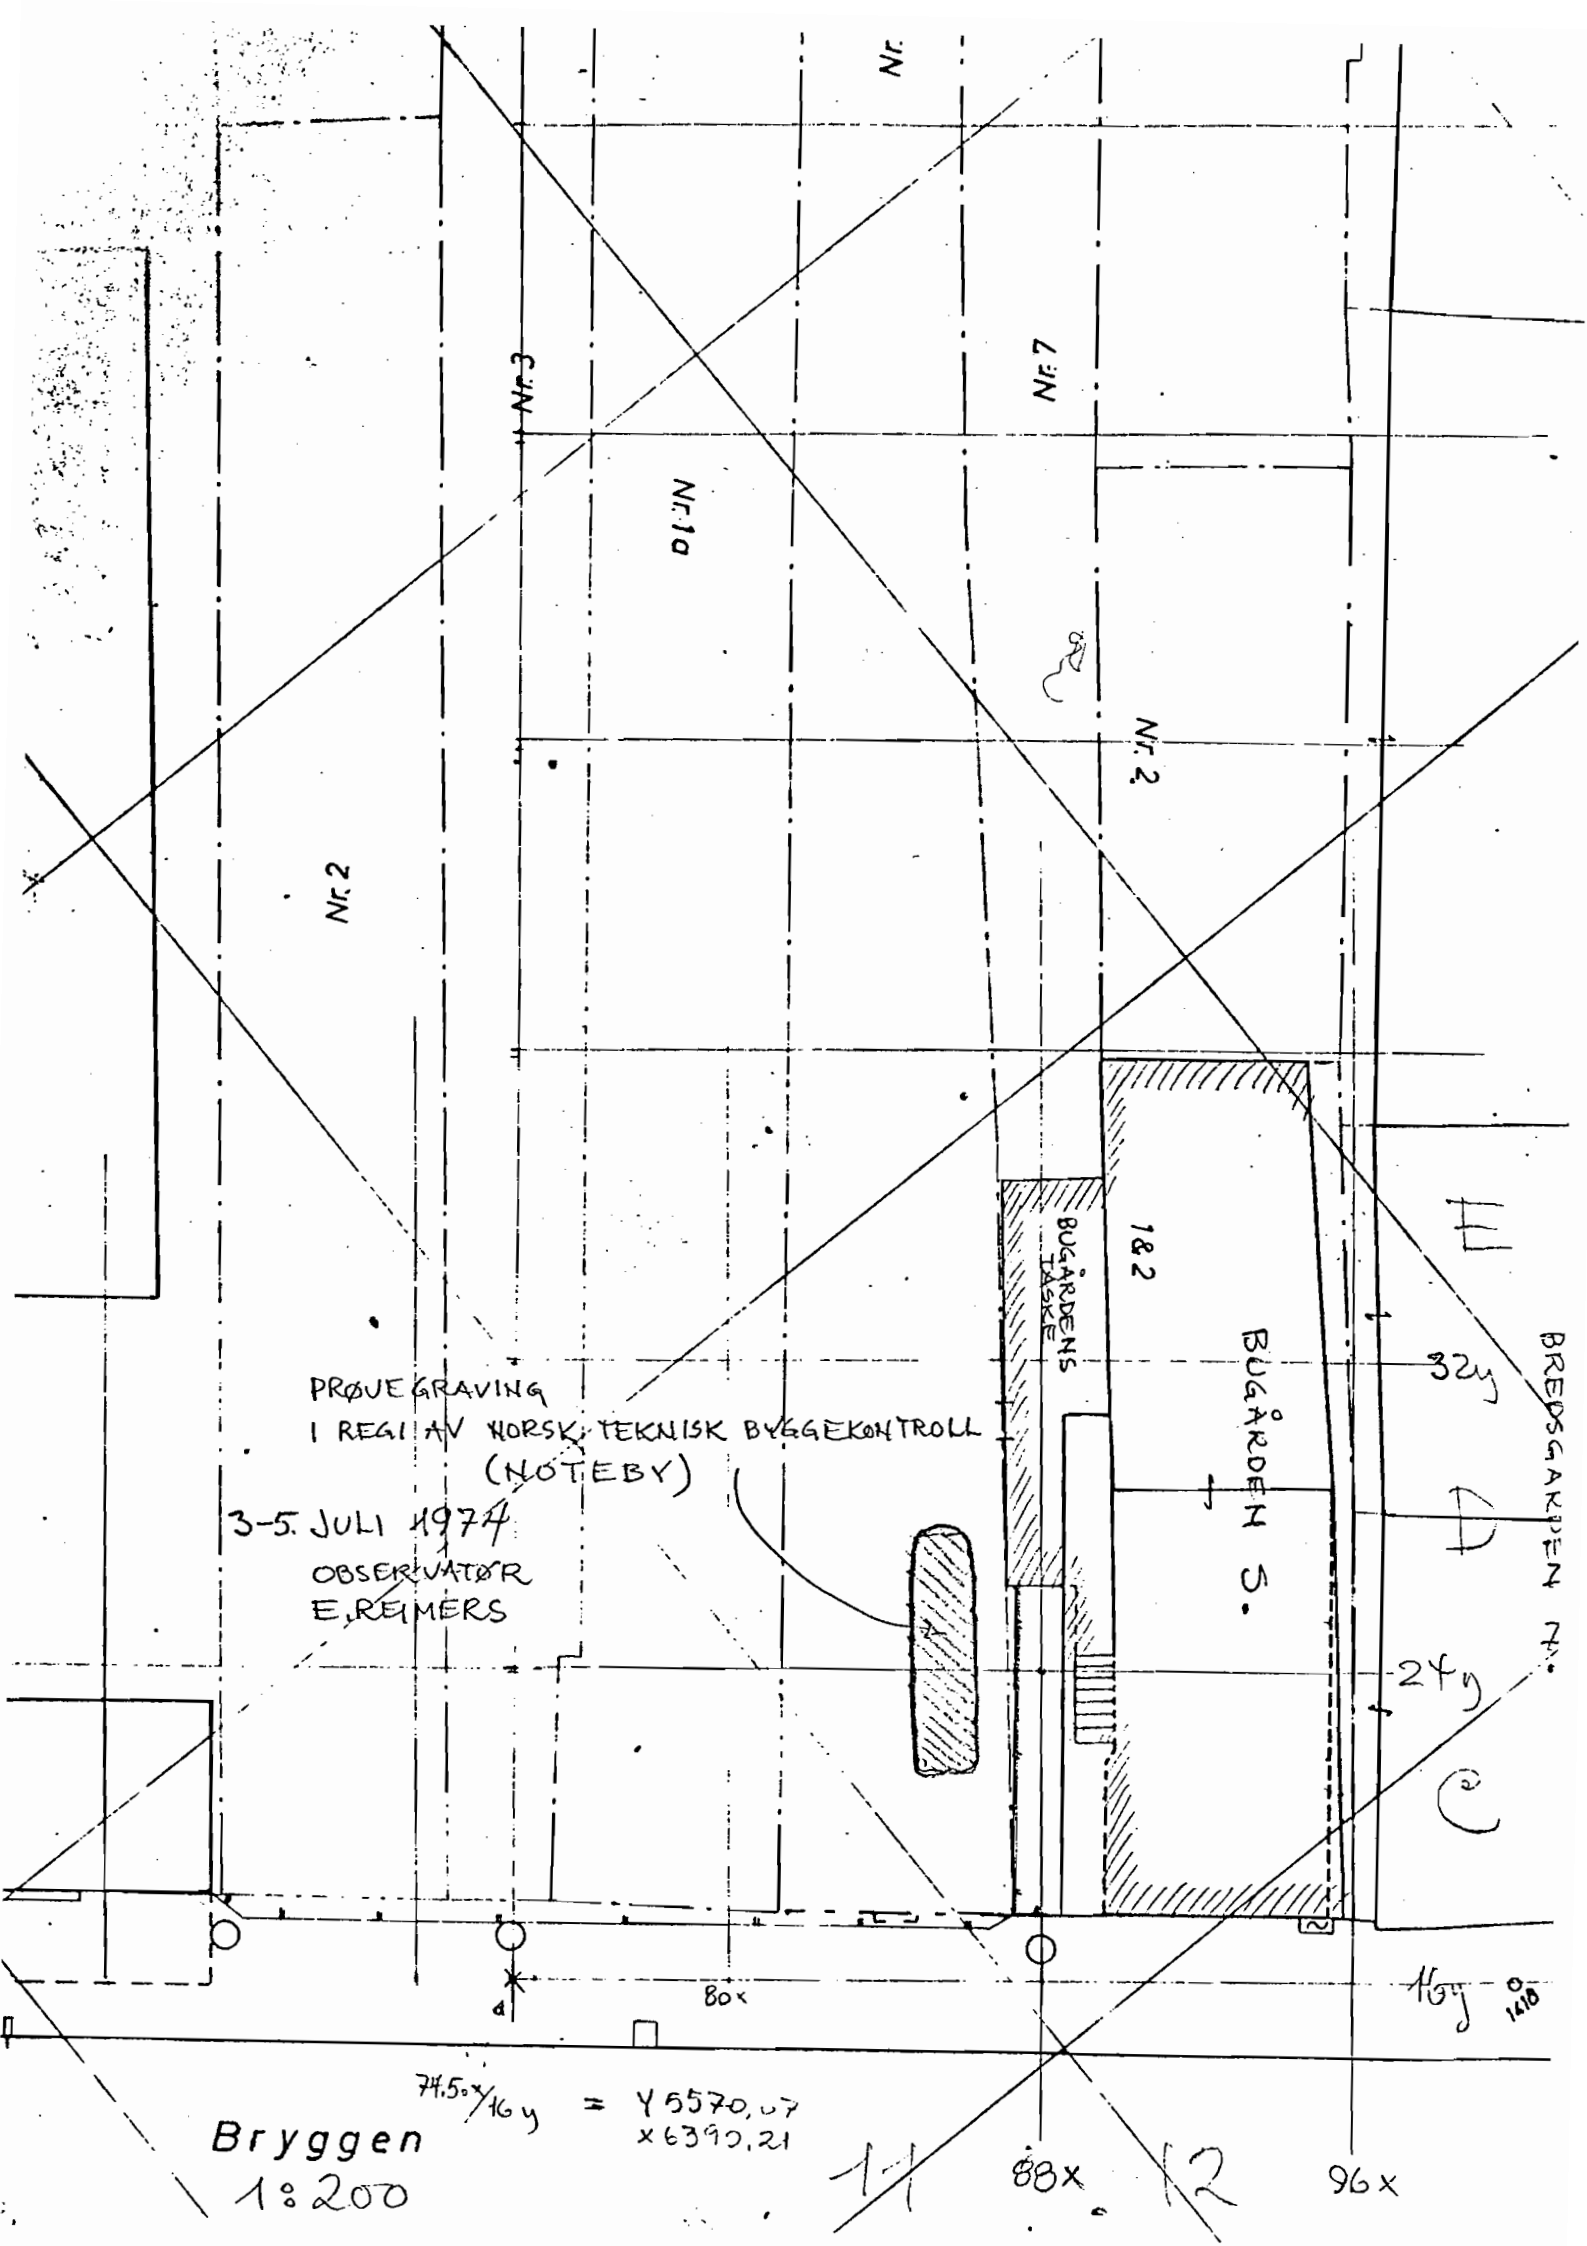 Nr.
Nr. 3
Nr. 7
Nr. 1a
Nr. 2
Nr. 2
BUGÅRDENS
TASKE
1 & 2
BUGÅRDEN S.
BREDSGÅRDEN 7.
E
32y
D
24y
C
PRØVEGRAVING
I REGI AV NORSK TEKNISK BYGGEKONTROLL
(NOTEBY)
3-5. JULI 1974
OBSERVATØR
E. REIMERS
80x
16y
1410
74.50x/16y = Y 5570,07
X 6390,21
Bryggen
1:200
11
88x
12
96x